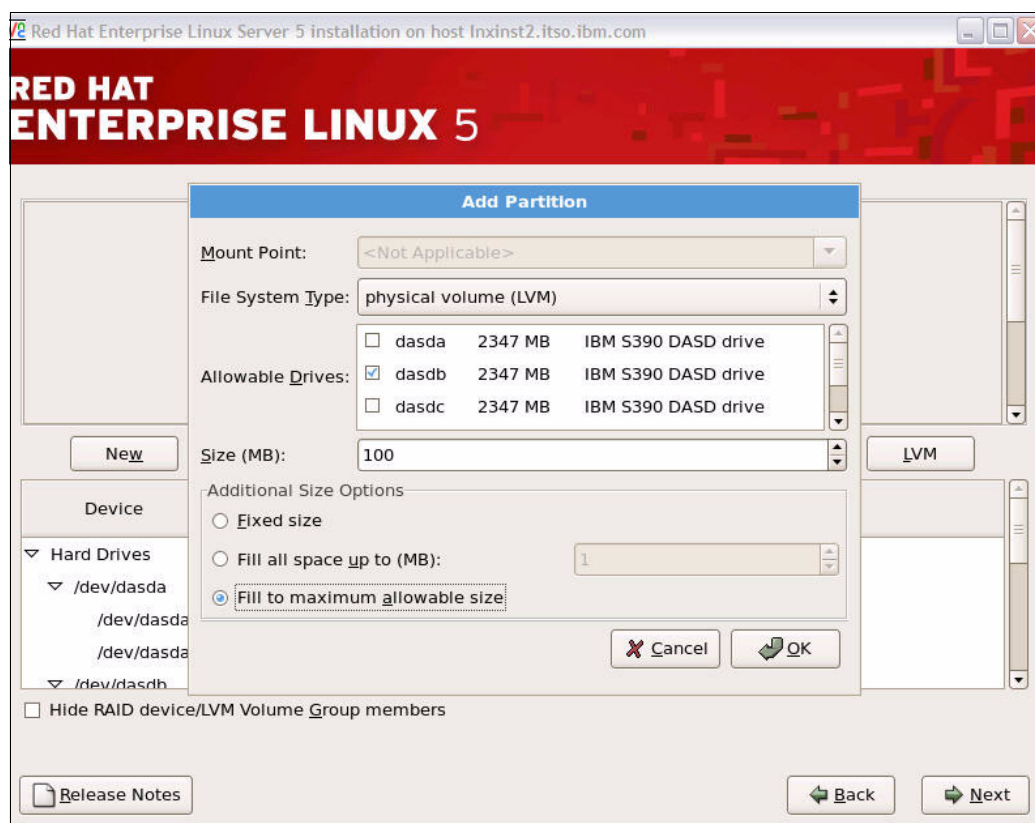 Red Hat Enterprise Linux Server 5 installation on host lnxinst2.itso.ibm.com
RED HAT
ENTERPRISE LINUX 5
Add Partition
Mount Point: <Not Applicable>
File System Type: physical volume (LVM)
Allowable Drives:
dasda 2347 MB IBM S390 DASD drive
dasdb 2347 MB IBM S390 DASD drive
dasdc 2347 MB IBM S390 DASD drive
New
Size (MB): 100
LVM
Additional Size Options
Fixed size
Fill all space up to (MB): 1
Fill to maximum allowable size
Cancel
OK
Device
Hard Drives
/dev/dasda
/dev/dasda
/dev/dasda
/dev/dasdb
Hide RAID device/LVM Volume Group members
Release Notes
Back
Next